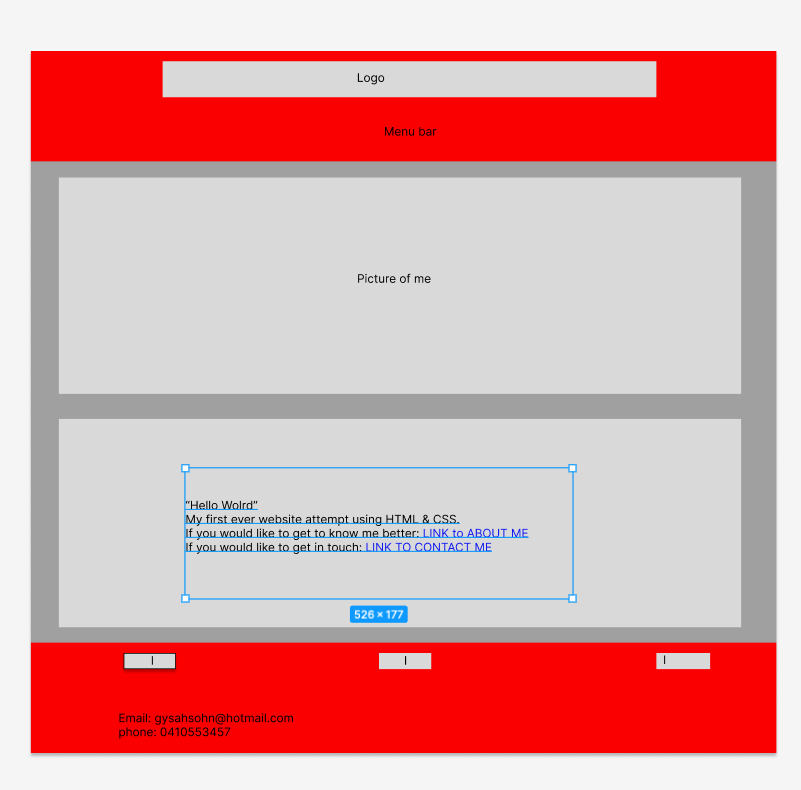 Logo
Menu bar
Picture of me
“Hello Wolrd”
My first ever website attempt using HTML & CSS.
If you would like to get to know me better: LINK to ABOUT ME
If you would like to get in touch: LINK TO CONTACT ME
526 × 177
I
I
I
Email: gysahsohn@hotmail.com
phone: 0410553457